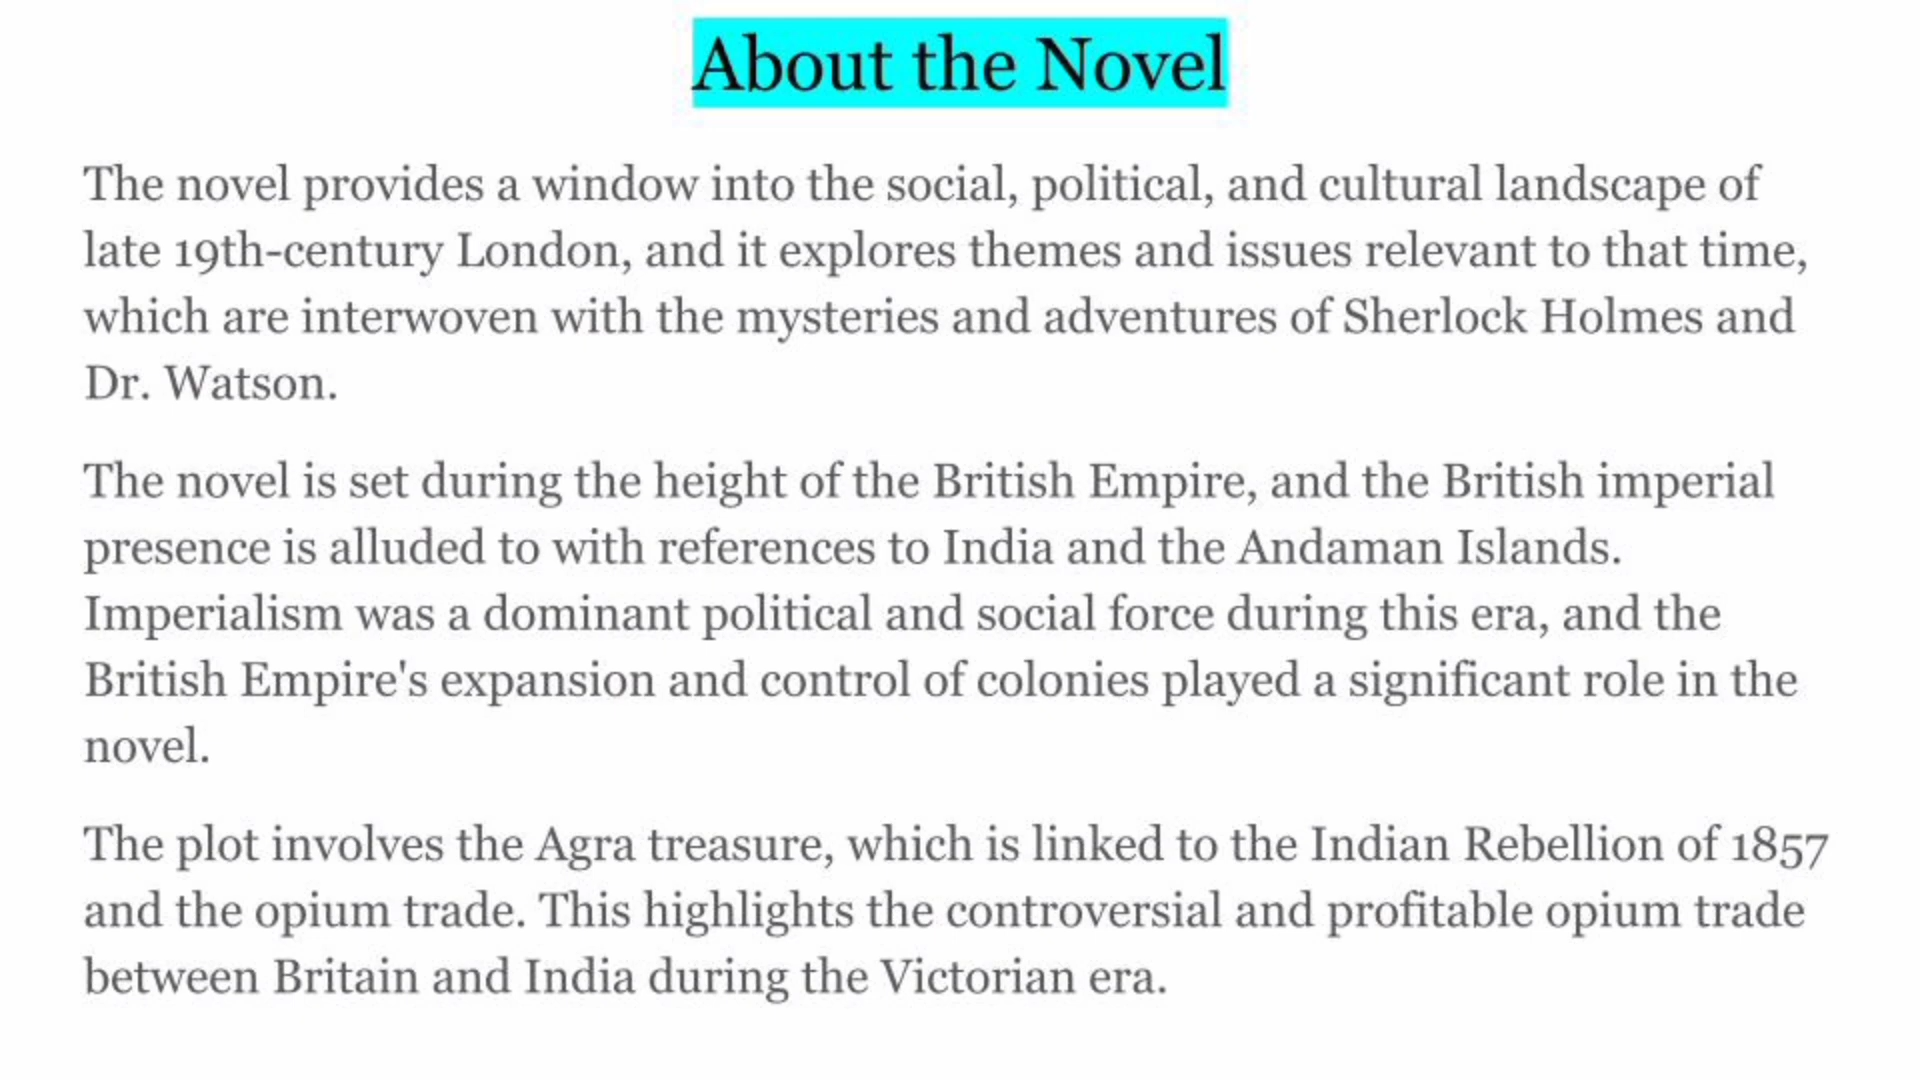 About the Novel
The novel provides a window into the social, political, and cultural landscape of
late 19th-century London, and it explores themes and issues relevant to that time,
which are interwoven with the mysteries and adventures of Sherlock Holmes and
Dr. Watson.
The novel is set during the height of the British Empire, and the British imperial
presence is alluded to with references to India and the Andaman Islands.
Imperialism was a dominant political and social force during this era, and the
British Empire's expansion and control of colonies played a significant role in the
novel.
The plot involves the Agra treasure, which is linked to the Indian Rebellion of 1857
and the opium trade. This highlights the controversial and profitable opium trade
between Britain and India during the Victorian era.